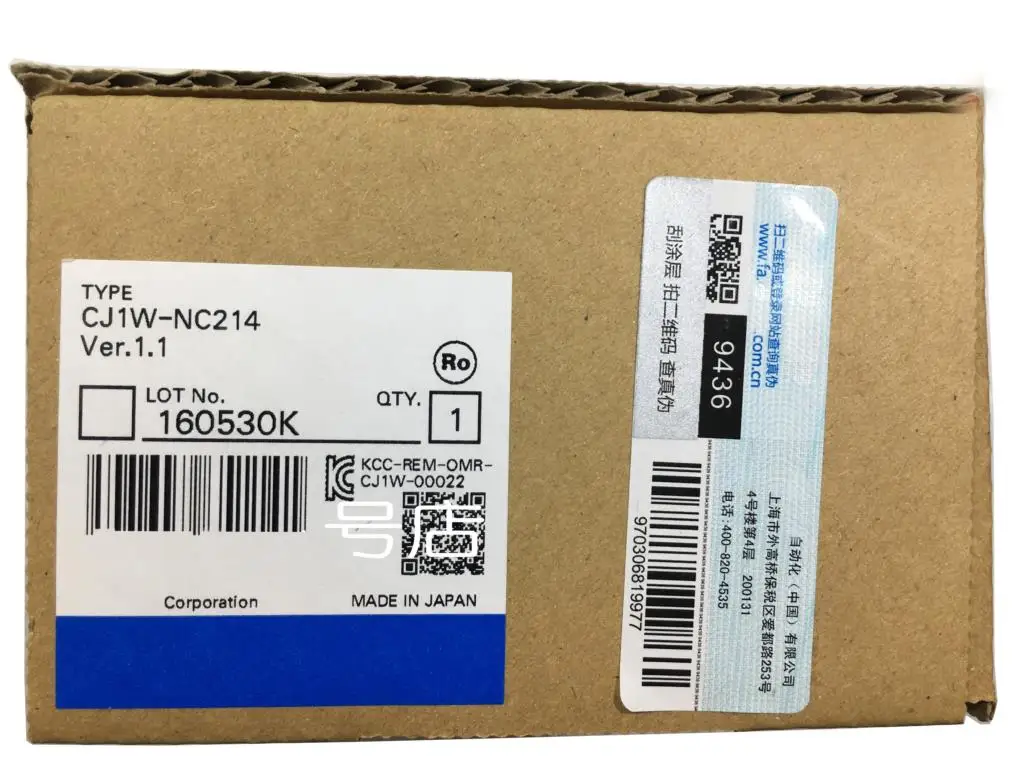 TYPE
CJ1W-NC214
Ver.1.1
Ro
LOT No.
160530K
QTY.
1
KCC-REM-OMR-
CJ1W-00022
号店
Corporation
MADE IN JAPAN
扫二维码或登录网站查询真伪
www.fa. .com.cn
刮涂层 拍二维码 查真伪
9436
自动化（中国）有限公司
上海市外高桥保税区爱都路253号
4号楼第4层 200131
电话:400-820-4535
970306819977